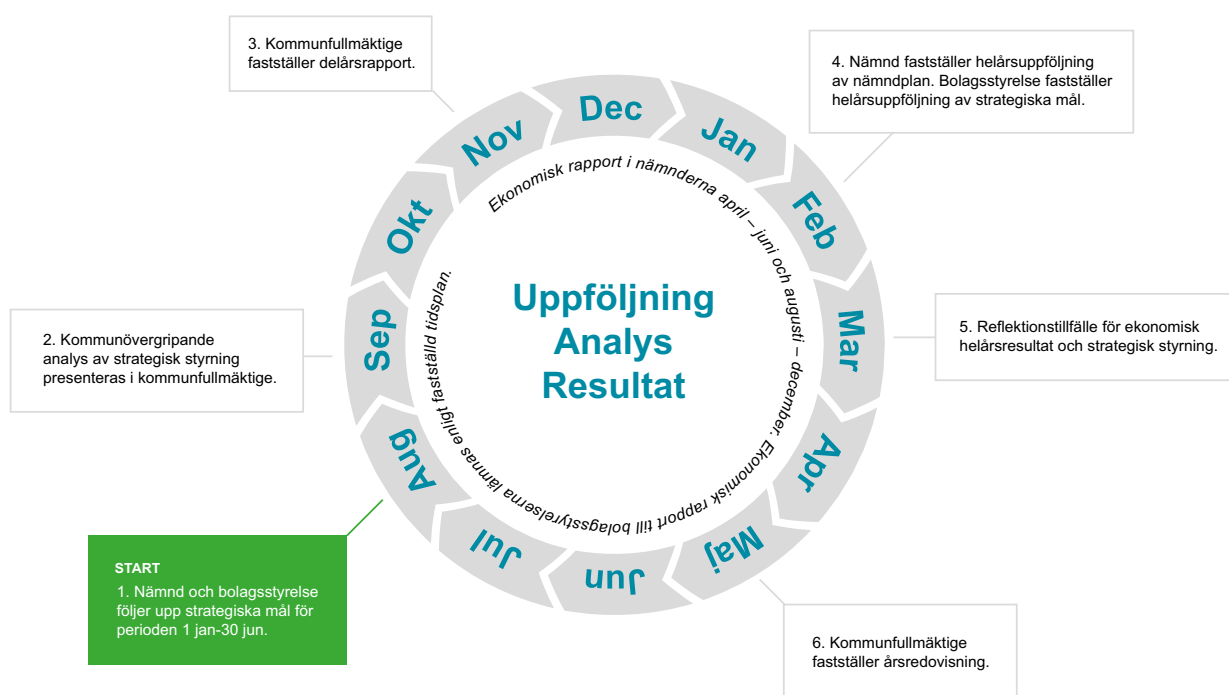 3. Kommunfullmäktige
fastställer delårsrapport.
4. Nämnd fastställer helårsuppföljning
av nämndplan. Bolagsstyrelse fastställer
helårsuppföljning av strategiska mål.
Dec
Jan
Feb
Mar
Apr
Maj
Jun
Jul
Aug
Sep
Okt
Nov
Ekonomisk rapport i nämnderna april – juni och augusti – december. Ekonomisk rapport till bolagsstyrelserna lämnas enligt fastställd tidsplan.
Uppföljning
Analys
Resultat
2. Kommunövergripande
analys av strategisk styrning
presenteras i kommunfullmäktige.
5. Reflektionstillfälle för ekonomisk
helårsresultat och strategisk styrning.
START
1. Nämnd och bolagsstyrelse
följer upp strategiska mål för
perioden 1 jan-30 jun.
6. Kommunfullmäktige
fastställer årsredovisning.